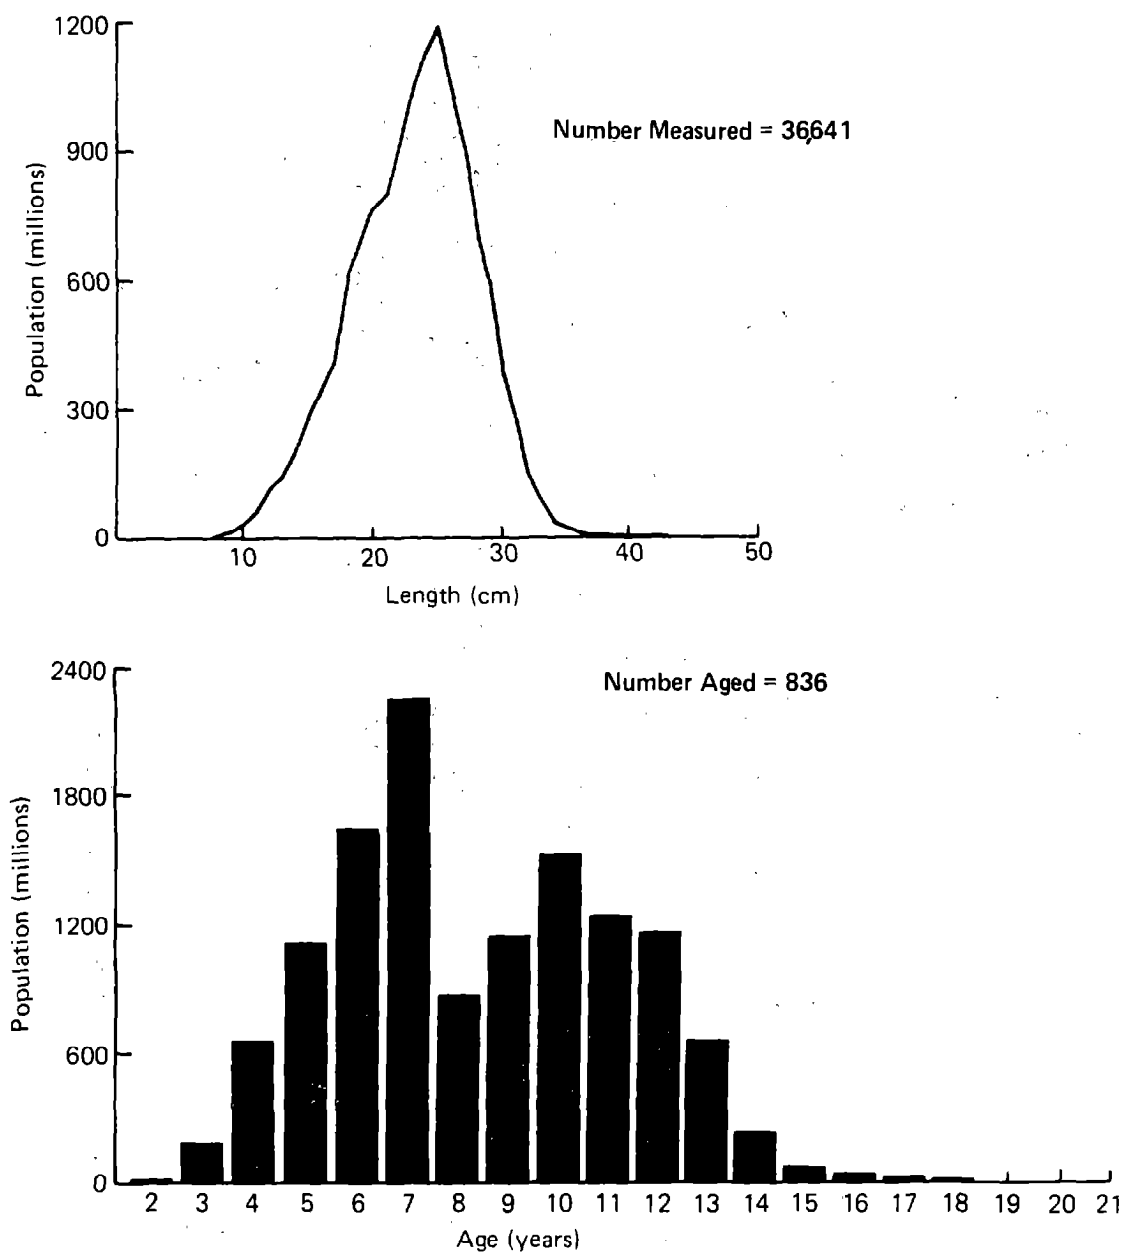 1200
Number Measured = 36,641
900
600
300
0
Population (millions)
10 20 30 40 50
Length (cm)
2400
Number Aged = 836
1800
1200
600
0
Population (millions)
2 3 4 5 6 7 8 9 10 11 12 13 14 15 16 17 18 19 20 21
Age (years)